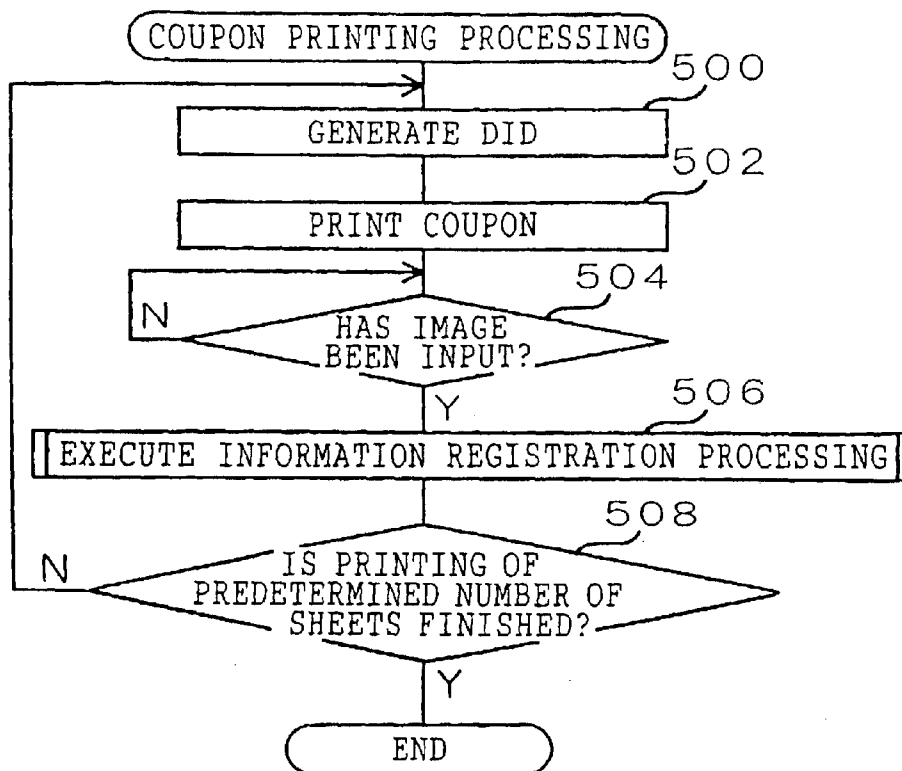 COUPON PRINTING PROCESSING
500
GENERATE DID
502
PRINT COUPON
504
N
HAS IMAGE
BEEN INPUT?
Y
506
EXECUTE INFORMATION REGISTRATION PROCESSING
508
N
IS PRINTING OF
PREDETERMINED NUMBER OF
SHEETS FINISHED?
Y
END